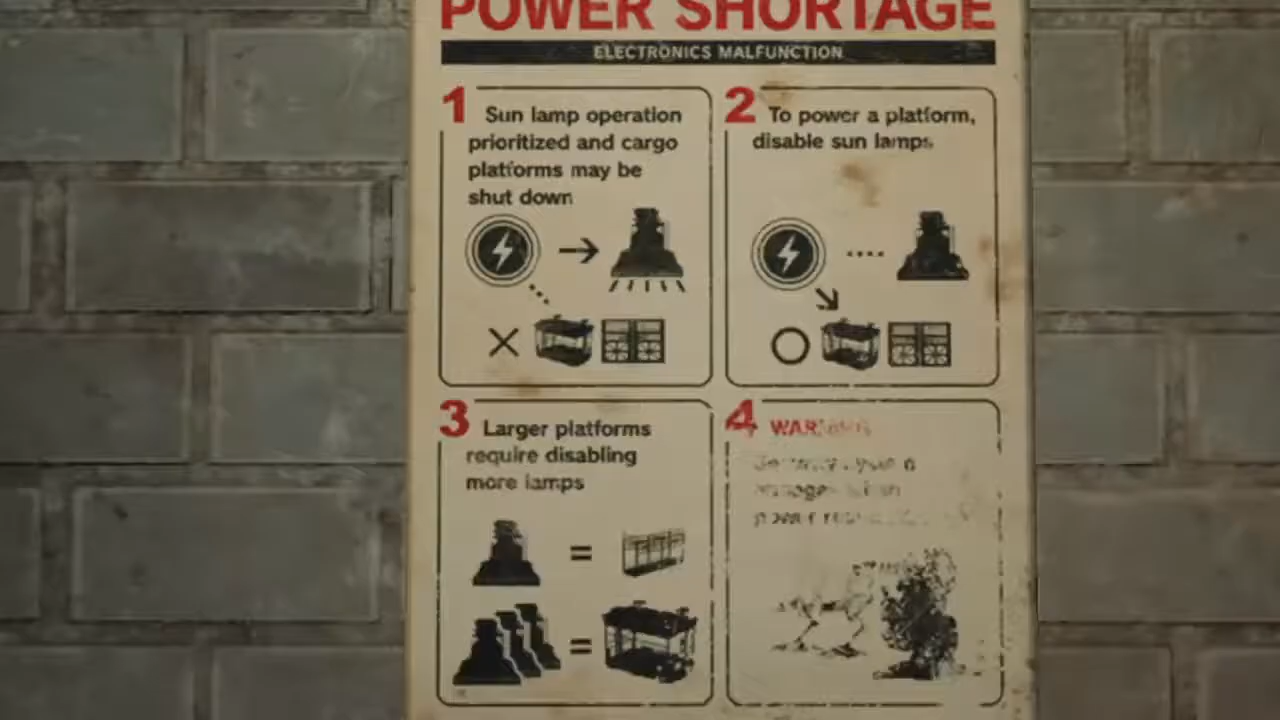 POWER SHORTAGE
ELECTRONICS MALFUNCTION
1 Sun lamp operation
prioritized and cargo
platforms may be
shut down
2 To power a platform,
disable sun lamps
3 Larger platforms
require disabling
more lamps
=
=
4